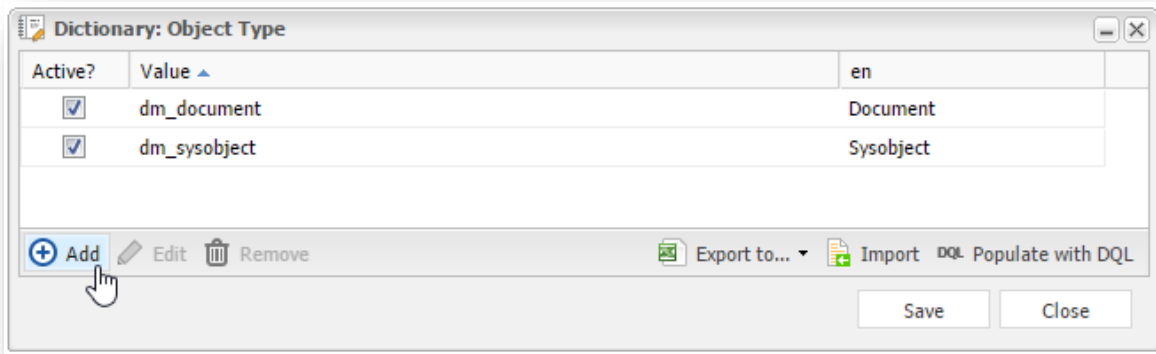 Dictionary: Object Type
Active? Value en
dm_document Document
dm_sysobject Sysobject
Add Edit Remove Export to... Import DQL Populate with DQL
Save Close